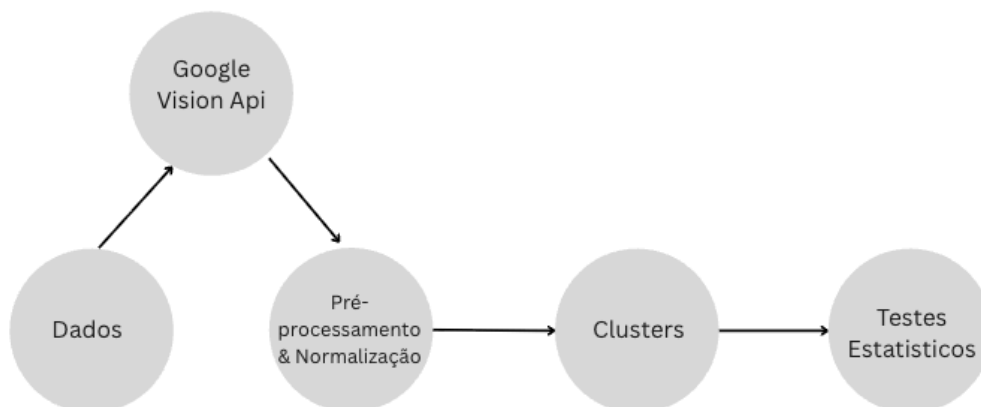 Google
Vision Api
Dados
Pré-
processamento
& Normalização
Clusters
Testes
Estatisticos